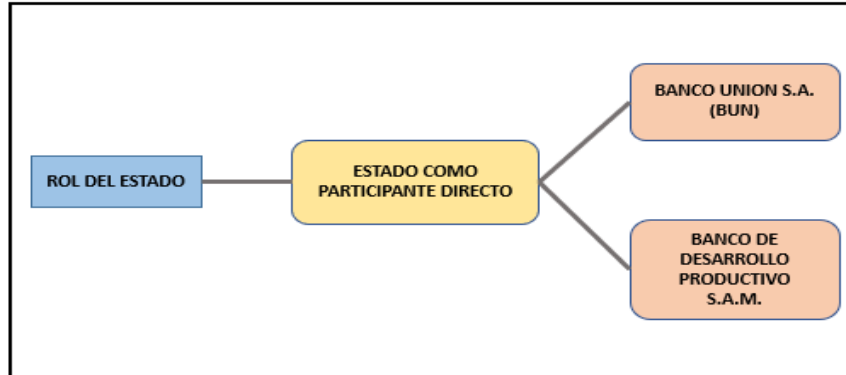 ROL DEL ESTADO
ESTADO COMO
PARTICIPANTE DIRECTO
BANCO UNION S.A.
(BUN)
BANCO DE
DESARROLLO
PRODUCTIVO
S.A.M.